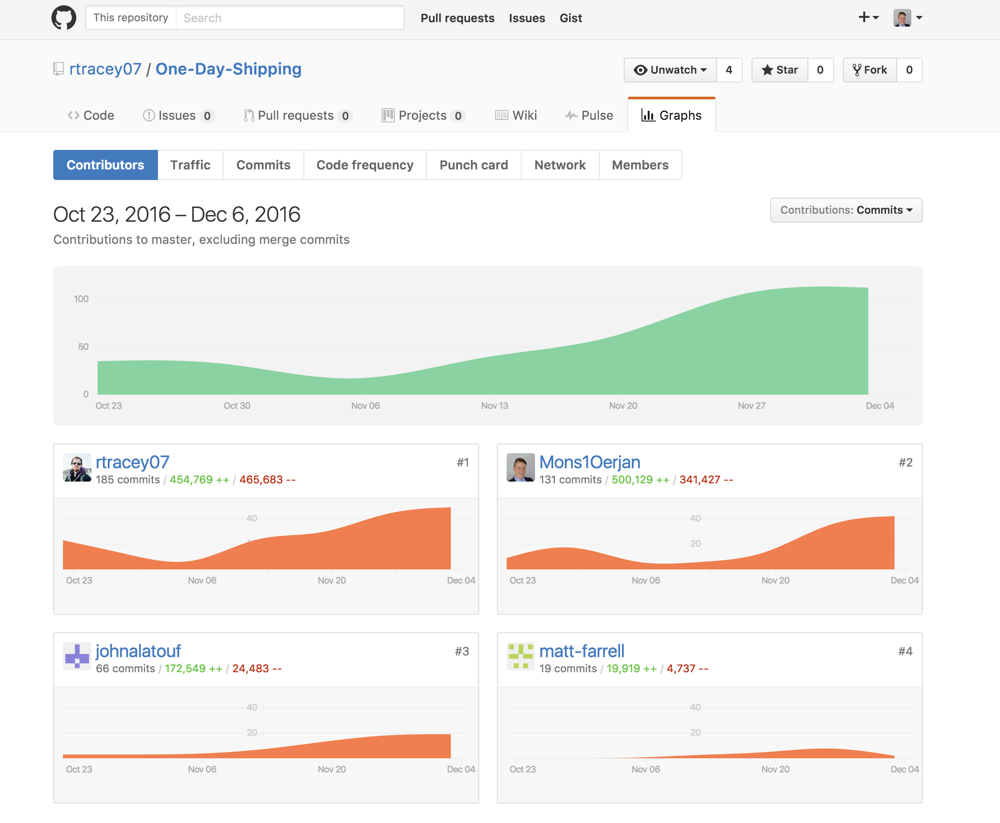 This repository Search Pull requests Issues Gist
rtracey07 / One-Day-Shipping Unwatch 4 Star 0 Fork 0
Code Issues 0 Pull requests 0 Projects 0 Wiki Pulse Graphs
Contributors Traffic Commits Code frequency Punch card Network Members
Oct 23, 2016 – Dec 6, 2016 Contributions: Commits
Contributions to master, excluding merge commits
100
50
0
Oct 23 Oct 30 Nov 06 Nov 13 Nov 20 Nov 27 Dec 04
rtracey07 #1
185 commits / 454,769 ++ / 465,683 --
40
Oct 23 Nov 06 Nov 20 Dec 04
Mons1Oerjan #2
131 commits / 500,129 ++ / 341,427 --
40
20
Oct 23 Nov 06 Nov 20 Dec 04
johnalatouf #3
66 commits / 172,549 ++ / 24,483 --
40
20
Oct 23 Nov 06 Nov 20 Dec 04
matt-farrell #4
19 commits / 19,919 ++ / 4,737 --
40
20
Oct 23 Nov 06 Nov 20 Dec 04